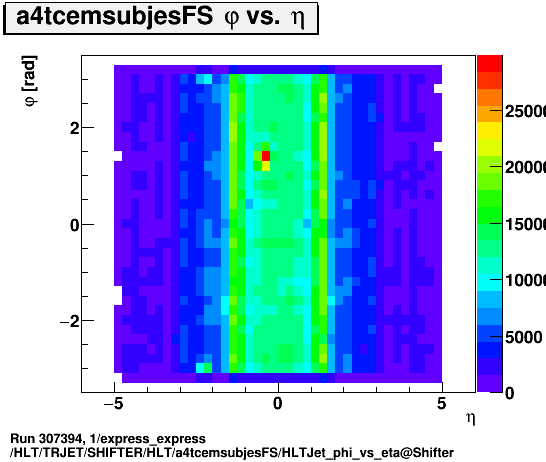 a4tcemsubjesFS φ vs. η
φ [rad]
2
0
−2
−5
0
5
η
25000
20000
15000
10000
5000
0
Run 307394, 1/express_express
/HLT/TRJET/SHIFTER/HLT/a4tcemsubjesFS/HLTJet_phi_vs_eta@Shifter